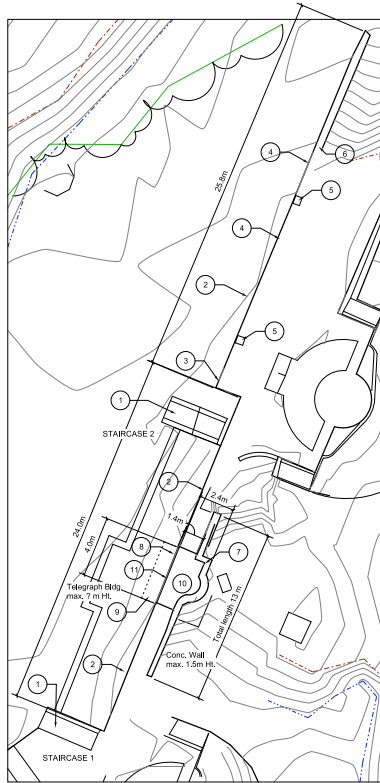 4
6
25.8m
5
4
2
5
3
1
STAIRCASE 2
2
2.4m
1.4m
24.0m
4.0m
8
7
11
10
Telegraph Bldg.
max. ? m Ht.
9
Total length 13 m
Conc. Wall
max. 1.5m Ht.
2
1
STAIRCASE 1